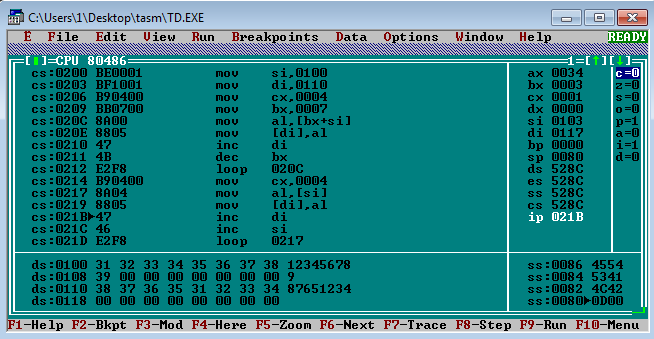 C:\Users\1\Desktop\tasm\TD.EXE
E File Edit View Run Breakpoints Data Options Window Help READY
[▮]=CPU 80486 1=[↑][↓]
cs:0200 BE0001 mov si,0100 ax 0034 c=0
cs:0203 BF1001 mov di,0110 bx 0003 z=0
cs:0206 B90400 mov cx,0004 cx 0001 s=0
cs:0209 BB0700 mov bx,0007 dx 0000 o=0
cs:020C 8A00 mov al,[bx+si] si 0103 p=1
cs:020E 8805 mov [di],al di 0117 a=0
cs:0210 47 inc di bp 0000 i=1
cs:0211 4B dec bx sp 0080 d=0
cs:0212 E2F8 loop 020C ds 528C
cs:0214 B90400 mov cx,0004 es 528C
cs:0217 8A04 mov al,[si] ss 528C
cs:0219 8805 mov [di],al cs 528C
cs:021B►47 inc di ip 021B
cs:021C 46 inc si
cs:021D E2F8 loop 0217
ds:0100 31 32 33 34 35 36 37 38 12345678 ss:0086 4554
ds:0108 39 00 00 00 00 00 00 00 9 ss:0084 5341
ds:0110 38 37 36 35 31 32 33 34 87651234 ss:0082 4C42
ds:0118 00 00 00 00 00 00 00 00 ss:0080►0D00
F1-Help F2-Bkpt F3-Mod F4-Here F5-Zoom F6-Next F7-Trace F8-Step F9-Run F10-Menu